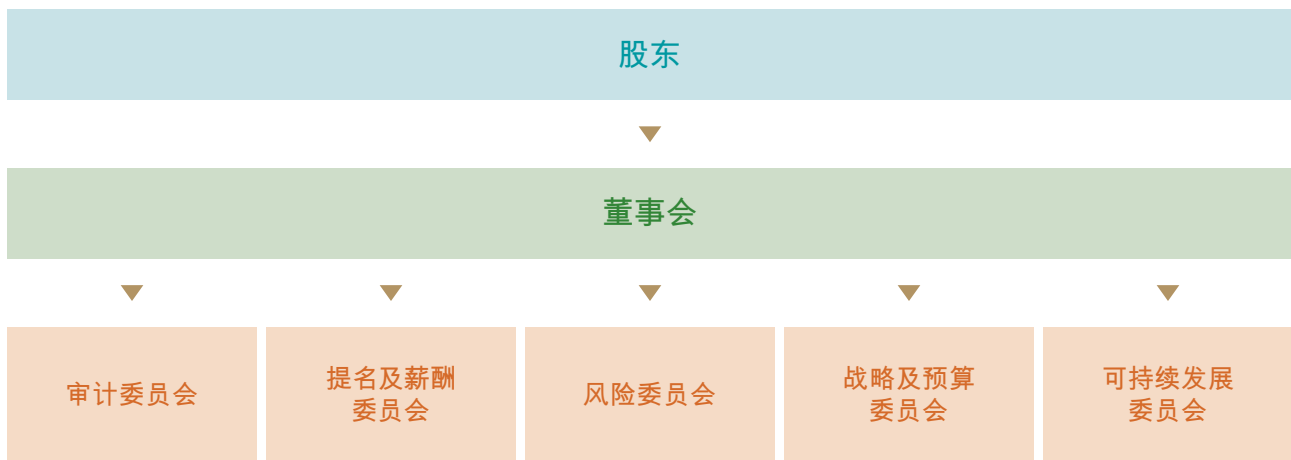 股东
董事会
审计委员会
提名及薪酬
委员会
风险委员会
战略及预算
委员会
可持续发展
委员会